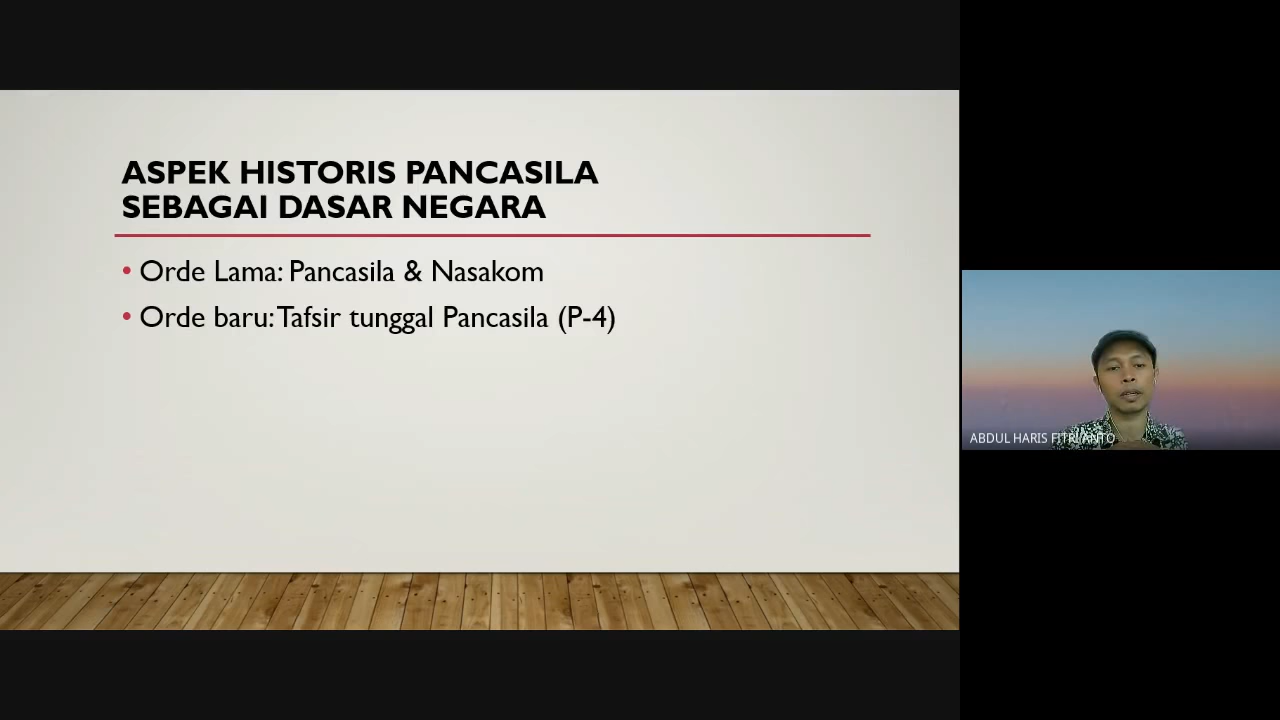 ASPEK HISTORIS PANCASILA
SEBAGAI DASAR NEGARA
• Orde Lama: Pancasila & Nasakom
• Orde baru: Tafsir tunggal Pancasila (P-4)
ABDUL HARIS FITRIANTO